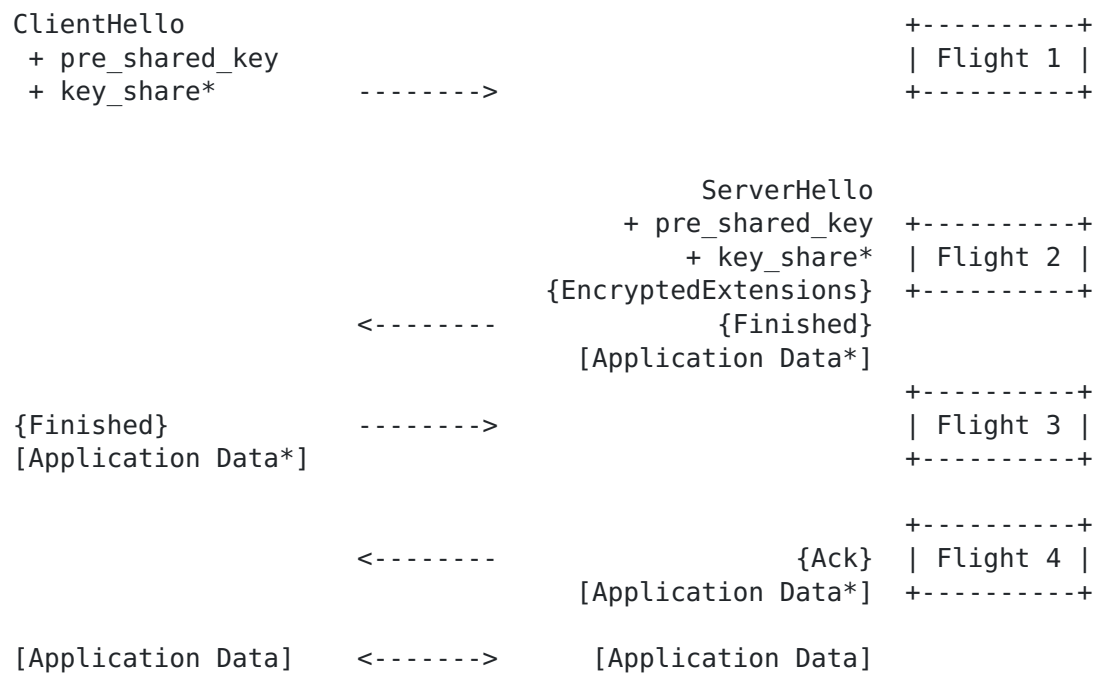 ClientHello                                              +----------+
 + pre_shared_key                                        | Flight 1 |
 + key_share*         -------->                          +----------+


                                            ServerHello
                                       + pre_shared_key  +----------+
                                           + key_share*  | Flight 2 |
                                  {EncryptedExtensions}  +----------+
                      <--------              {Finished}
                                    [Application Data*]
                                                         +----------+
{Finished}            -------->                          | Flight 3 |
[Application Data*]                                      +----------+

                                                         +----------+
                      <--------                   {Ack}  | Flight 4 |
                                    [Application Data*]  +----------+

[Application Data]    <------->      [Application Data]